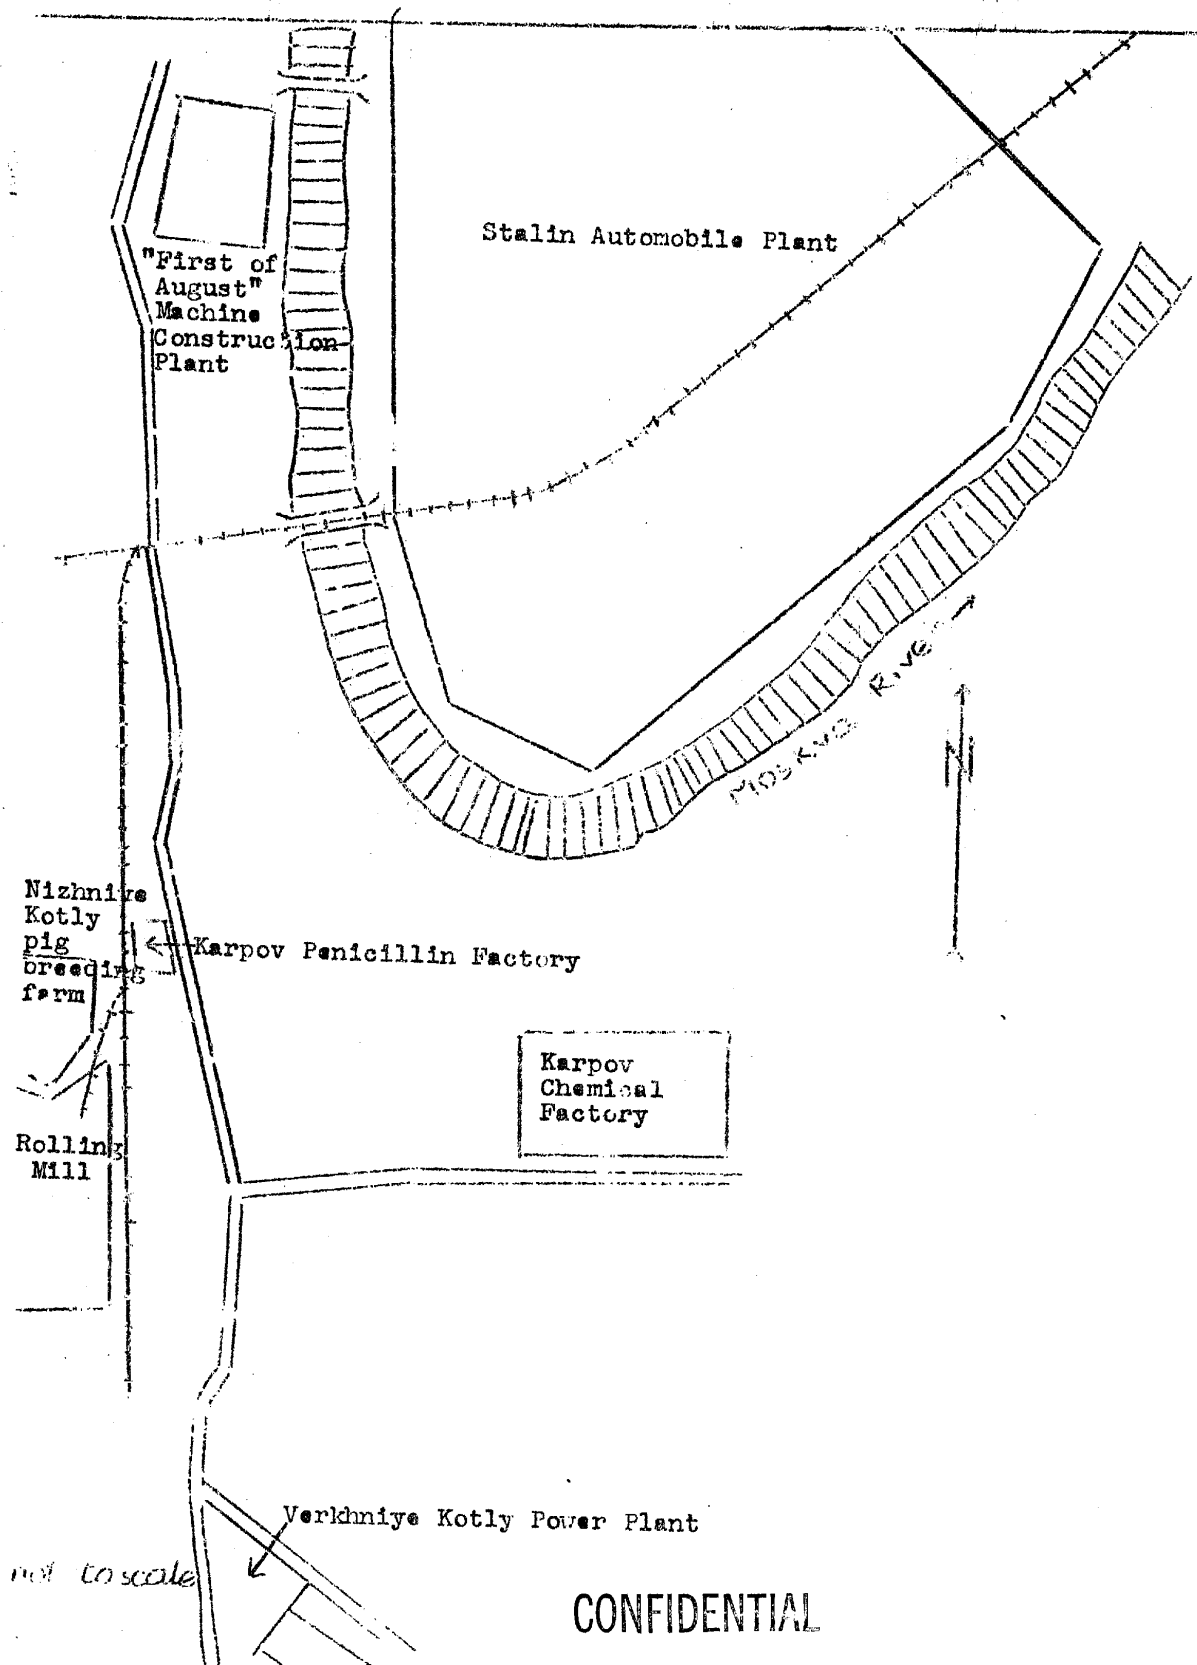 Stalin Automobile Plant
"First of
August"
Machine
Construction
Plant
Moskva River
N
Nizhniye
Kotly
pig
breeding
farm
Karpov Penicillin Factory
Karpov
Chemical
Factory
Rolling
Mill
Verkhniye Kotly Power Plant
not to scale
CONFIDENTIAL